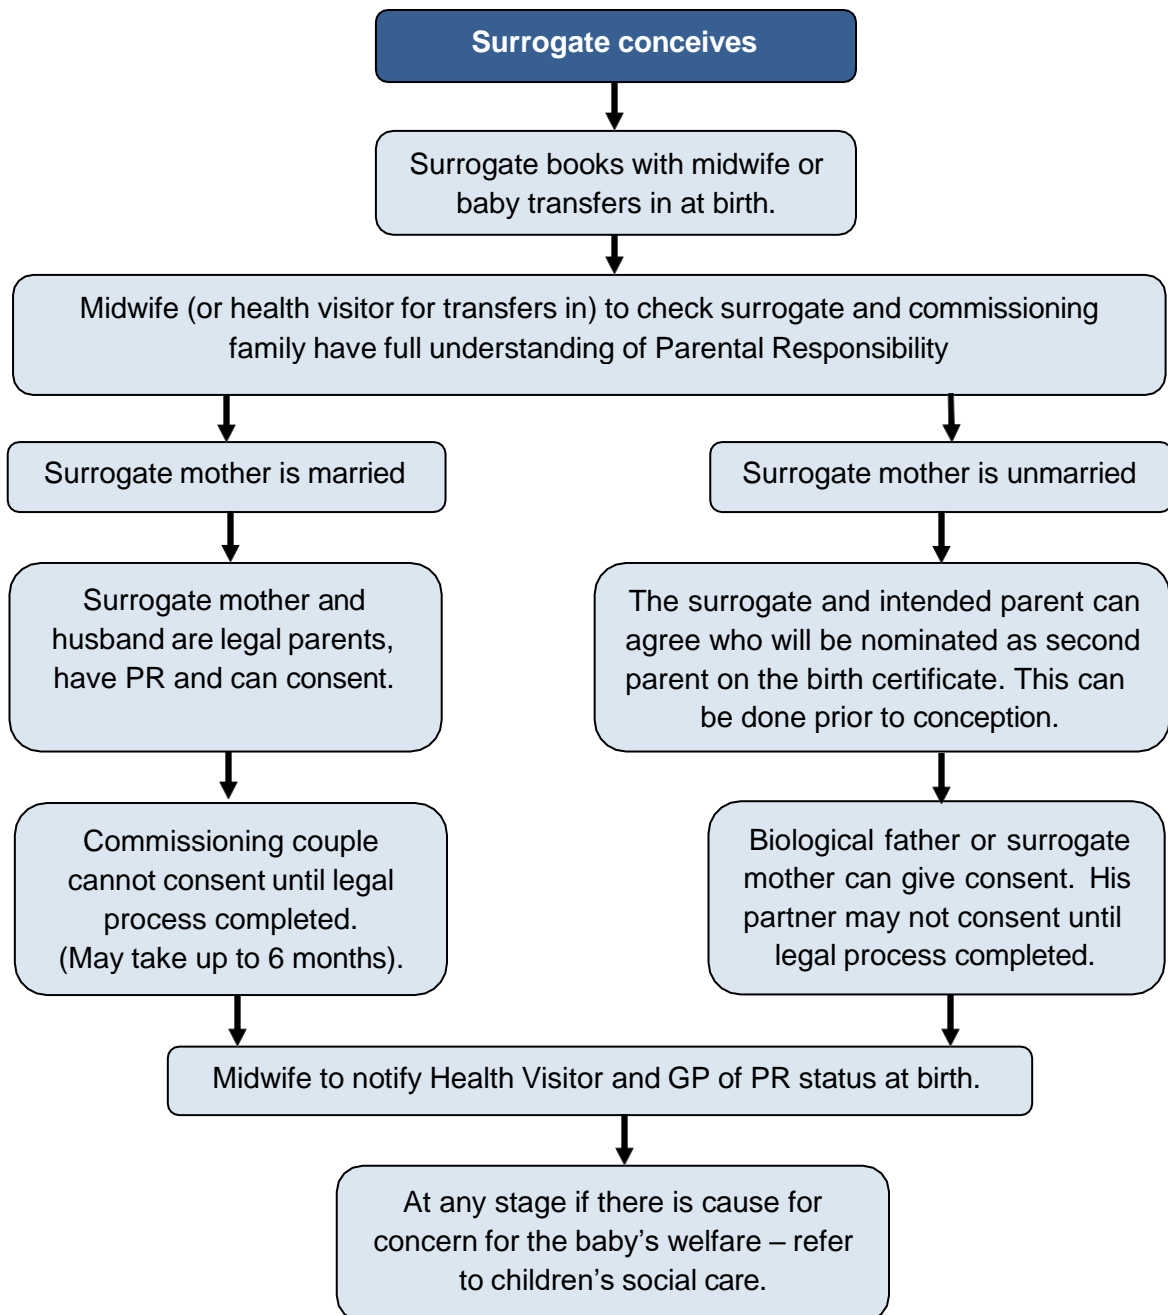 Surrogate conceives
Surrogate books with midwife or
baby transfers in at birth.
Midwife (or health visitor for transfers in) to check surrogate and commissioning
family have full understanding of Parental Responsibility
Surrogate mother is married
Surrogate mother is unmarried
Surrogate mother and
husband are legal parents,
have PR and can consent.
The surrogate and intended parent can
agree who will be nominated as second
parent on the birth certificate. This can
be done prior to conception.
Commissioning couple
cannot consent until legal
process completed.
(May take up to 6 months).
Biological father or surrogate
mother can give consent. His
partner may not consent until
legal process completed.
Midwife to notify Health Visitor and GP of PR status at birth.
At any stage if there is cause for
concern for the baby’s welfare – refer
to children’s social care.